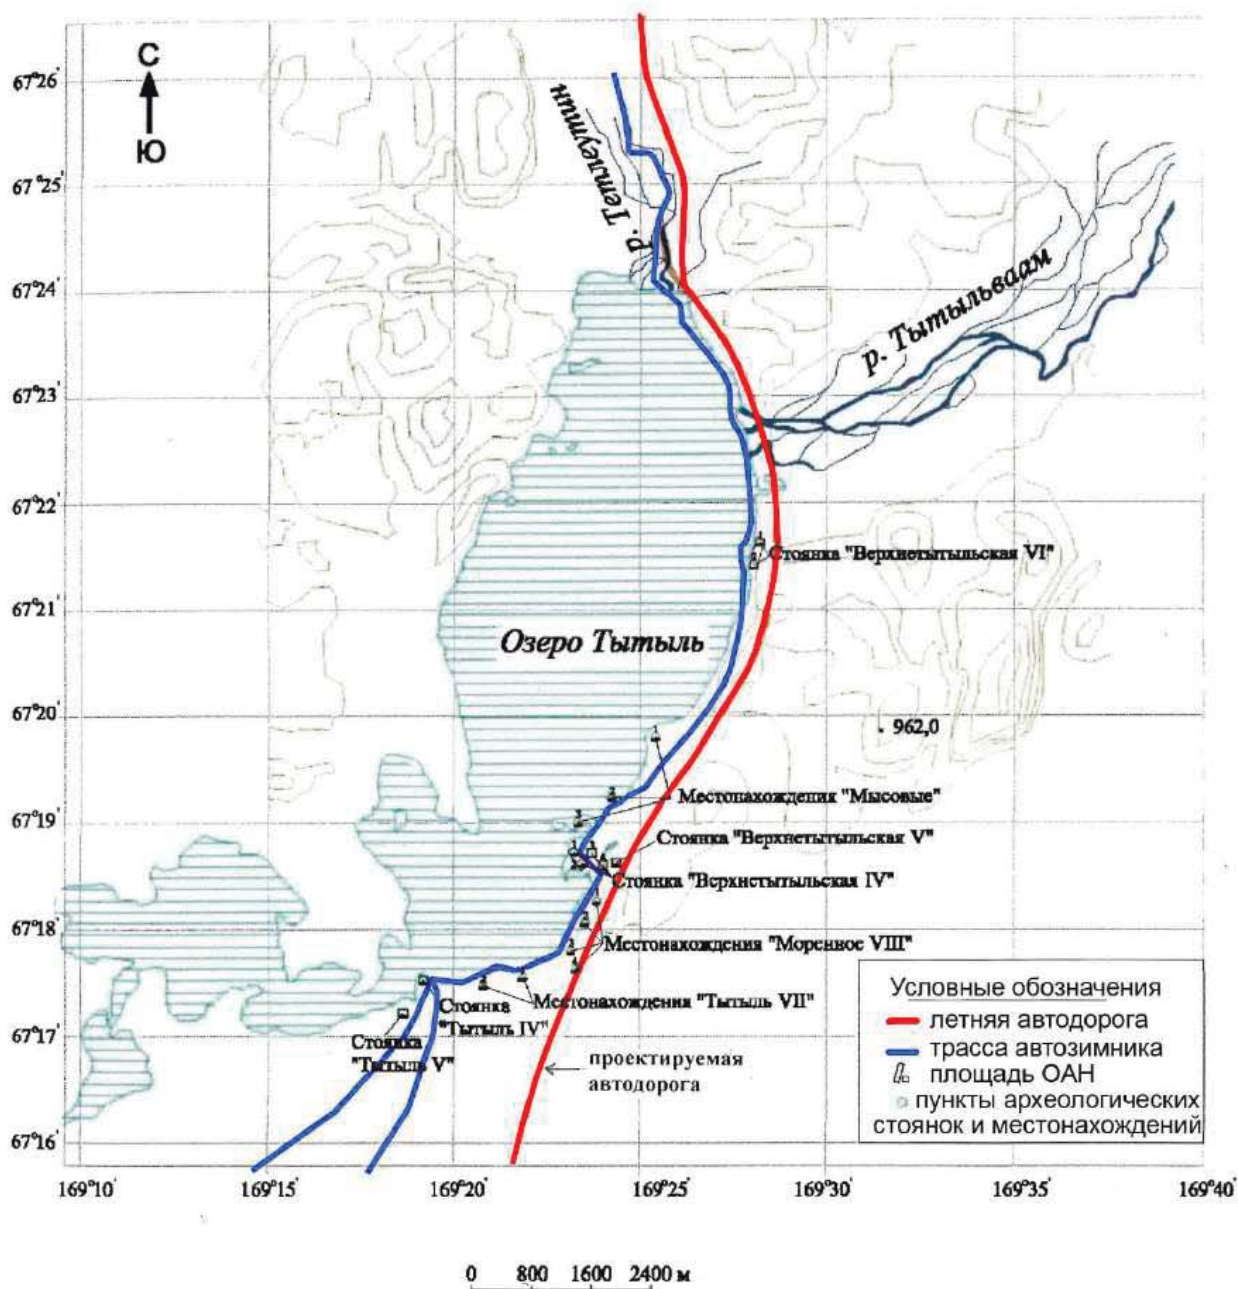 С
Ю
67°26'
67°25'
67°24'
67°23'
67°22'
67°21'
67°20'
67°19'
67°18'
67°17'
67°16'
р. Тетлеутин
р. Тытыльваам
Стоянка "Верхнетытыльская VI"
Озеро Тытыль
962,0
Местонахождения "Мысовые"
Стоянка "Верхнетытыльская V"
Стоянка "Верхнетытыльская IV"
Местонахождения "Моренное VIII"
Местонахождения "Тытыль VII"
Стоянка
"Тытыль IV"
Стоянка
"Тытыль V"
проектируемая
автодорога
Условные обозначения
летняя автодорога
трасса автозимника
площадь ОАН
пункты археологических
стоянок и местонахождений
169°10' 169°15' 169°20' 169°25' 169°30' 169°35' 169°40'
0 800 1600 2400 м